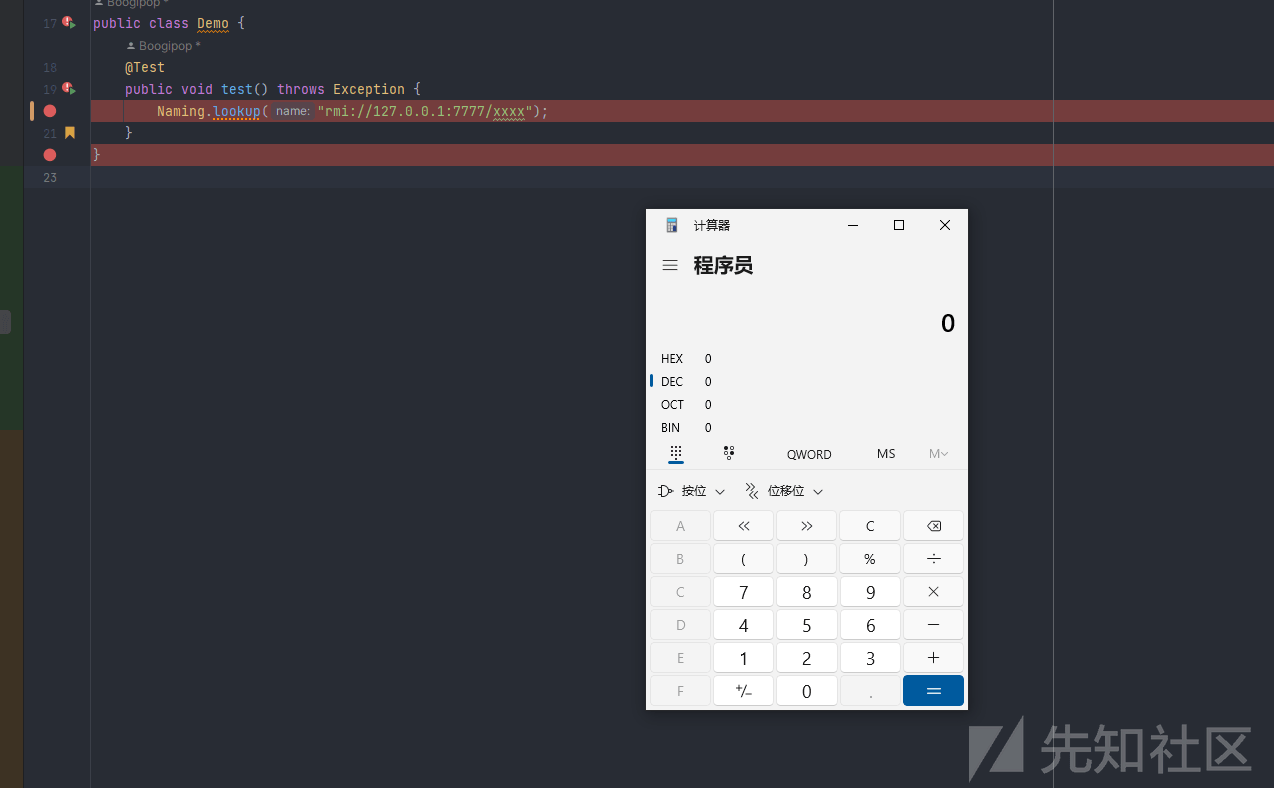 Boogipop *
17 public class Demo {
Boogipop *
18 @Test
19 public void test() throws Exception {
Naming.lookup( name: "rmi://127.0.0.1:7777/xxxx");
21 }
}
23
计算器
程序员
0
HEX 0
DEC 0
OCT 0
BIN 0
QWORD MS M
按位 位移位
A « » C
B ( ) % ÷
C 7 8 9 ×
D 4 5 6 −
E 1 2 3 +
F +/− 0 . =
先知社区